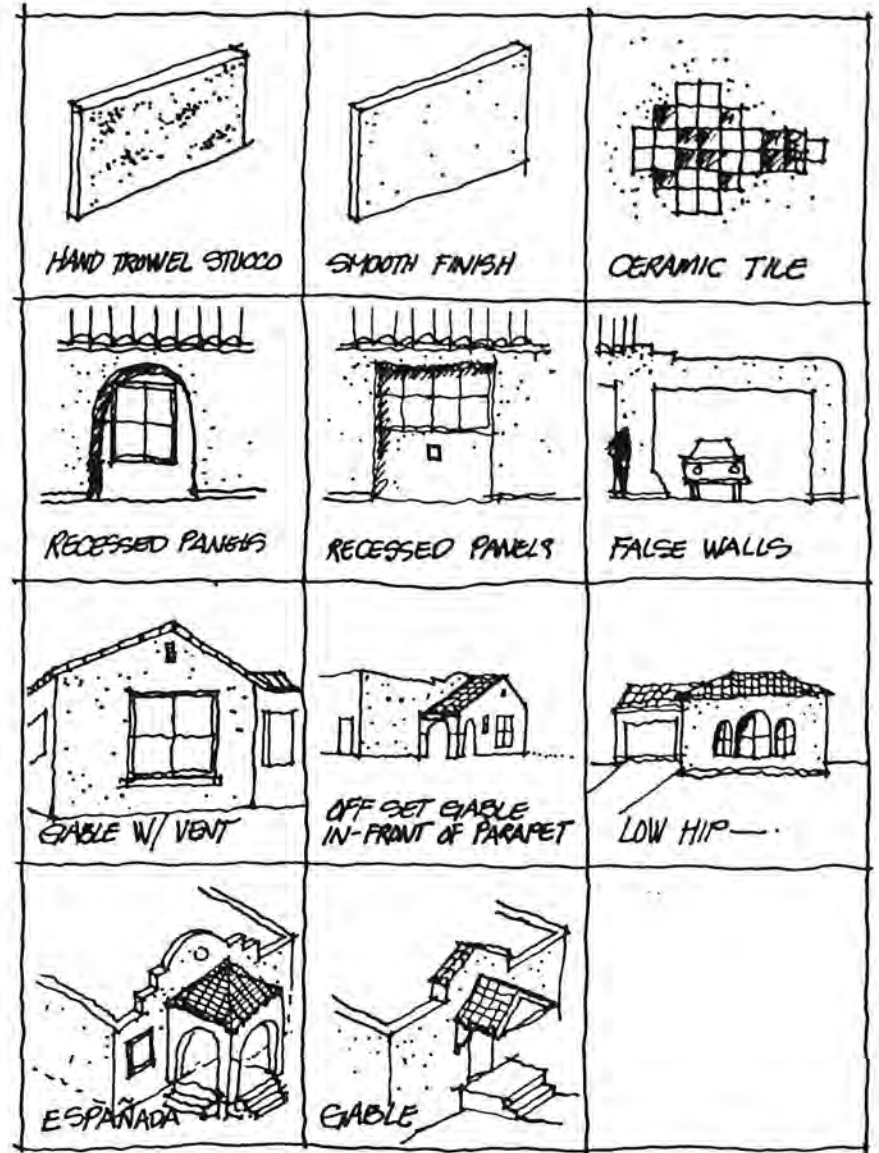 HAND TROWEL STUCCO
SMOOTH FINISH
CERAMIC TILE
RECESSED PANELS
RECESSED PANELS
FALSE WALLS
GABLE W/ VENT
OFF SET GABLE
IN-FRONT OF PARAPET
LOW HIP—.
ESPAÑADA
GABLE